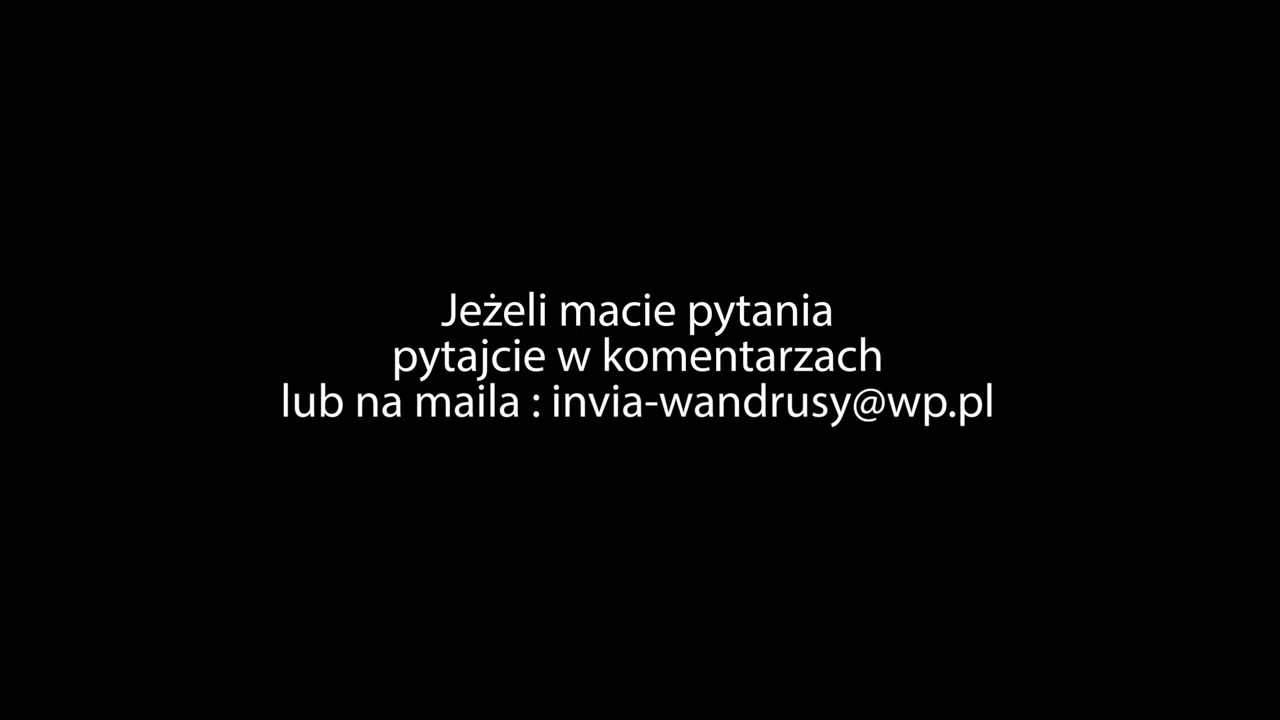 Jeżeli macie pytania
pytajcie w komentarzach
lub na maila : invia-wandrusy@wp.pl